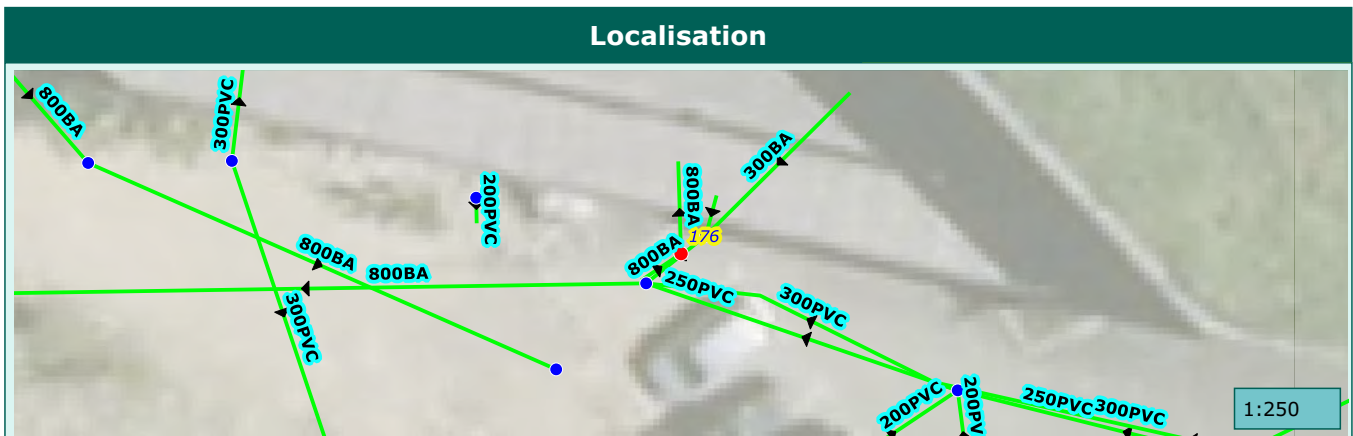 Localisation
800BA
300PVC
200PVC
300BA
800BA
176
800BA
800BA
800BA
250PVC
300PVC
300PVC
200PVC
200PV
250PVC
300PVC
1:250